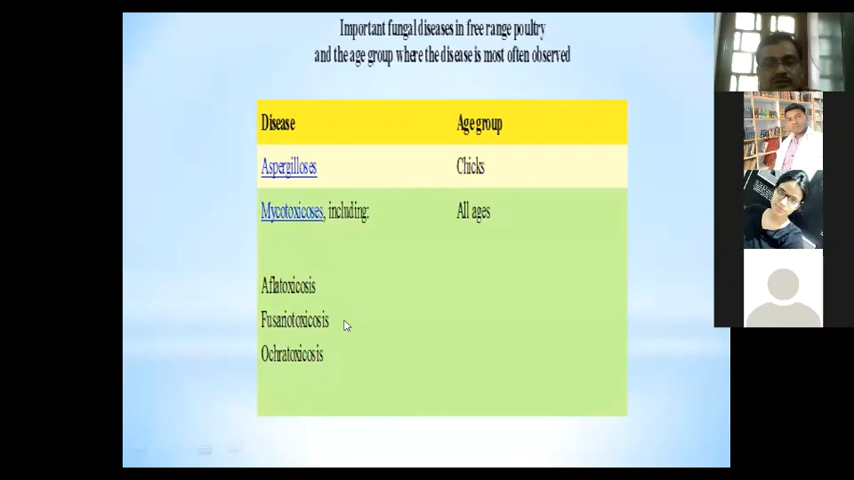 Important fungal diseases in free range poultry
and the age group where the disease is most often observed
Disease Age group
Aspergilloses Chicks
Mycotoxicoses, including: All ages
Aflatoxicosis
Fusariotoxicosis
Ochratoxicosis